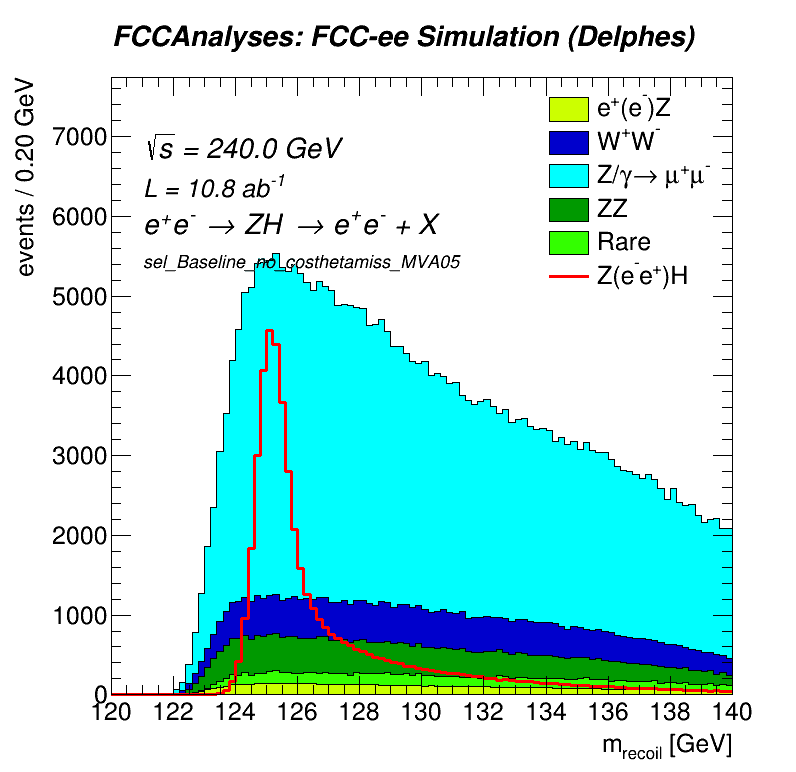 FCCAnalyses: FCC-ee Simulation (Delphes)
events / 0.20 GeV
7000
6000
5000
4000
3000
2000
1000
0
√s = 240.0 GeV
L = 10.8 ab⁻¹
e⁺e⁻ → ZH → e⁺e⁻ + X
sel_Baseline_no_costhetamiss_MVA05
e⁺(e⁻)Z
W⁺W⁻
Z/γ→ μ⁺μ⁻
ZZ
Rare
Z(e⁻e⁺)H
120 122 124 126 128 130 132 134 136 138 140
m_recoil [GeV]